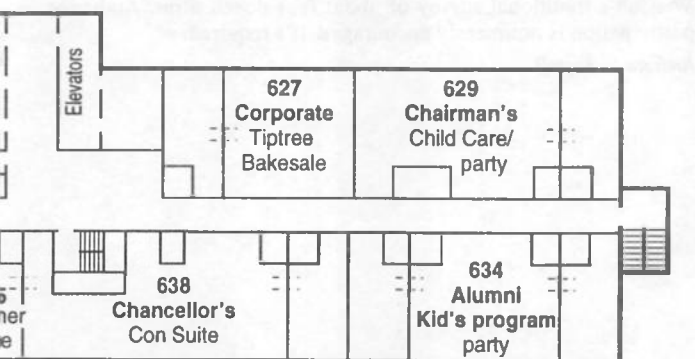 Elevators
627
Corporate
Tiptree
Bakesale
629
Chairman's
Child Care/
party
638
Chancellor's
Con Suite
634
Alumni
Kid's program
party